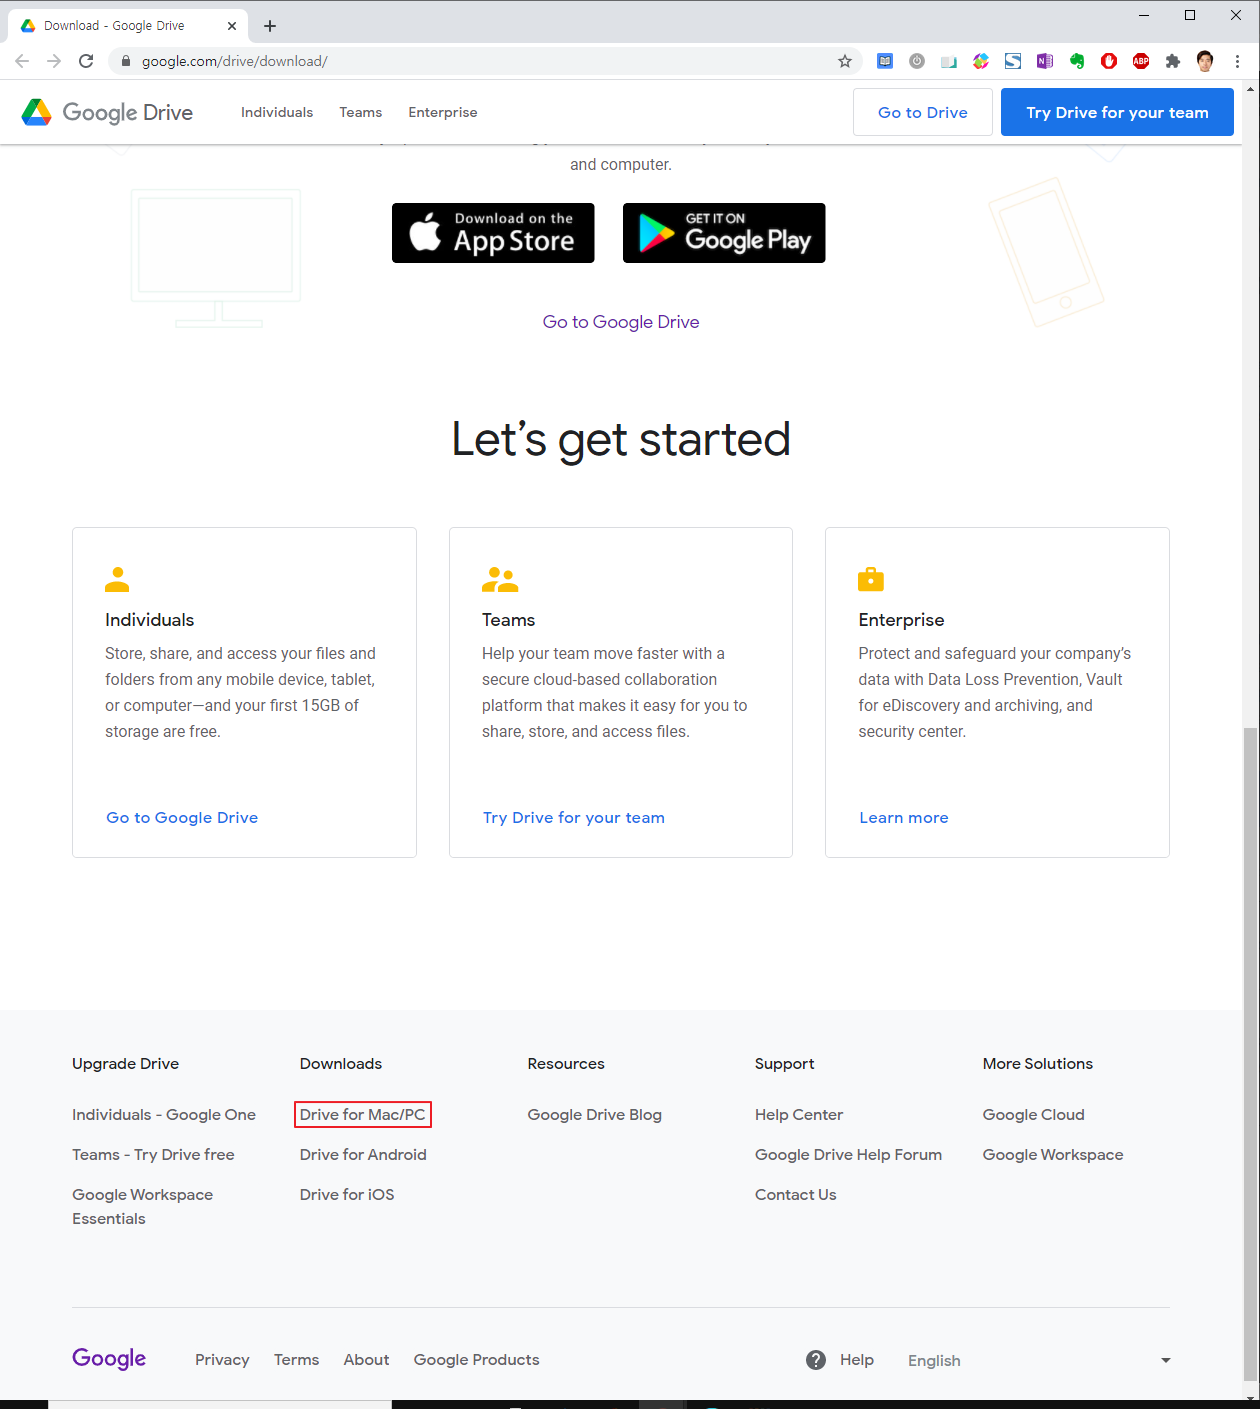 Download - Google Drive
google.com/drive/download/
ABP
Google Drive
Individuals
Teams
Enterprise
Go to Drive
Try Drive for your team
and computer.
Download on the
App Store
GET IT ON
Google Play
Go to Google Drive
Let's get started
Individuals
Store, share, and access your files and
folders from any mobile device, tablet,
or computer—and your first 15GB of
storage are free.
Go to Google Drive
Teams
Help your team move faster with a
secure cloud-based collaboration
platform that makes it easy for you to
share, store, and access files.
Try Drive for your team
Enterprise
Protect and safeguard your company’s
data with Data Loss Prevention, Vault
for eDiscovery and archiving, and
security center.
Learn more
Upgrade Drive
Individuals - Google One
Teams - Try Drive free
Google Workspace
Essentials
Downloads
Drive for Mac/PC
Drive for Android
Drive for iOS
Resources
Google Drive Blog
Support
Help Center
Google Drive Help Forum
Contact Us
More Solutions
Google Cloud
Google Workspace
Google
Privacy
Terms
About
Google Products
Help
English